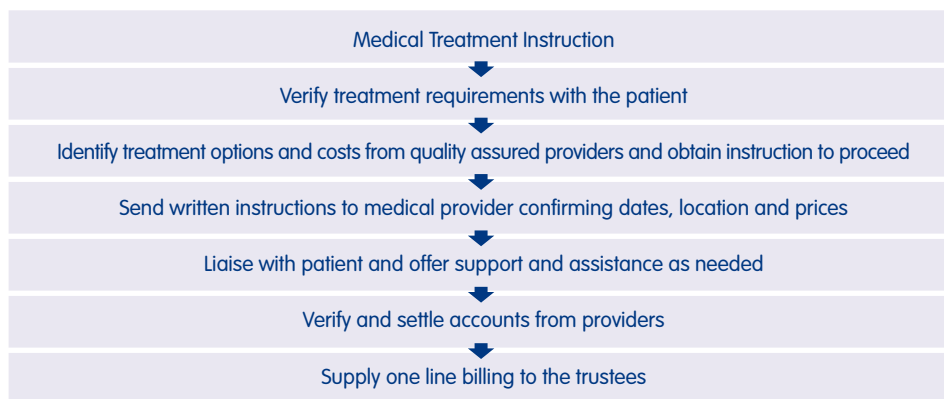 Medical Treatment Instruction
Verify treatment requirements with the patient
Identify treatment options and costs from quality assured providers and obtain instruction to proceed
Send written instructions to medical provider confirming dates, location and prices
Liaise with patient and offer support and assistance as needed
Verify and settle accounts from providers
Supply one line billing to the trustees